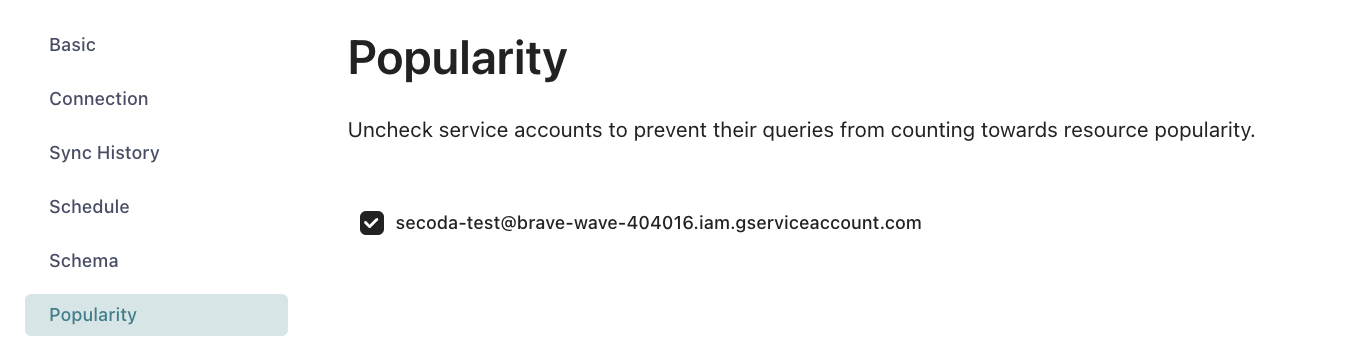 Basic
Connection
Sync History
Schedule
Schema
Popularity
Popularity
Uncheck service accounts to prevent their queries from counting towards resource popularity.
secoda-test@brave-wave-404016.iam.gserviceaccount.com